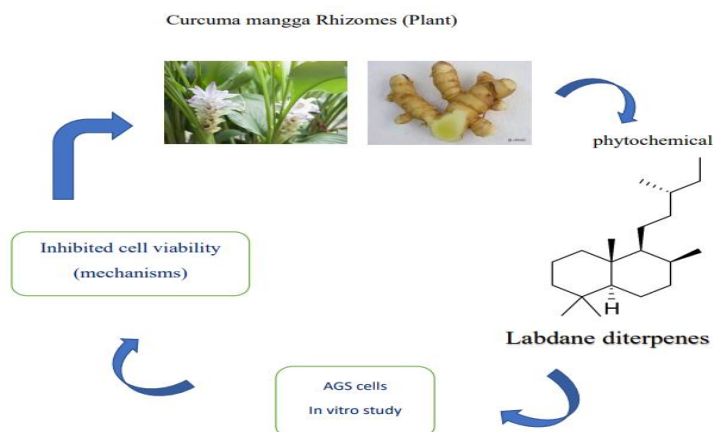 Curcuma mangga Rhizomes (Plant)
phytochemical
H
Labdane diterpenes
AGS cells
In vitro study
Inhibited cell viability
(mechanisms)